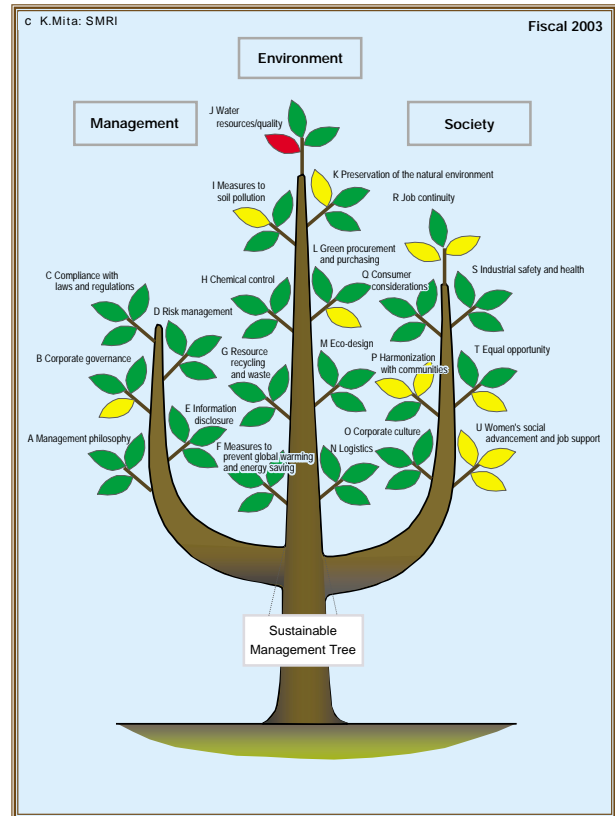 c K.Mita: SMRI
Fiscal 2003
Environment
Management
Society
J Water
resources/quality
K Preservation of the natural environment
I Measures to
soil pollution
R Job continuity
L Green procurement
and purchasing
C Compliance with
laws and regulations
H Chemical control
Q Consumer
considerations
S Industrial safety and health
D Risk management
B Corporate governance
G Resource
recycling
and waste
M Eco-design
P Harmonization
with communities
T Equal opportunity
E Information
disclosure
A Management philosophy
F Measures to
prevent global warming
and energy saving
N Logistics
O Corporate culture
U Women's social
advancement and job support
Sustainable
Management Tree